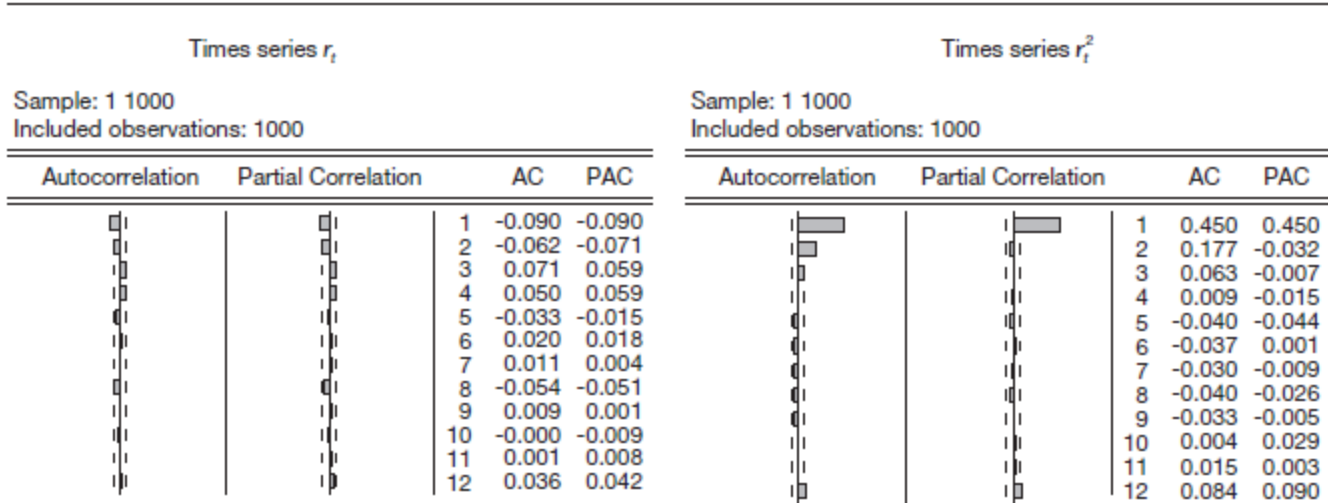 Times series rₜ
Sample: 1 1000
Included observations: 1000
Autocorrelation Partial Correlation AC PAC
1 -0.090 -0.090
2 -0.062 -0.071
3 0.071 0.059
4 0.050 0.059
5 -0.033 -0.015
6 0.020 0.018
7 0.011 0.004
8 -0.054 -0.051
9 0.009 0.001
10 -0.000 -0.009
11 0.001 0.008
12 0.036 0.042
Times series rₜ²
Sample: 1 1000
Included observations: 1000
Autocorrelation Partial Correlation AC PAC
1 0.450 0.450
2 0.177 -0.032
3 0.063 -0.007
4 0.009 -0.015
5 -0.040 -0.044
6 -0.037 0.001
7 -0.030 -0.009
8 -0.040 -0.026
9 -0.033 -0.005
10 0.004 0.029
11 0.015 0.003
12 0.084 0.090